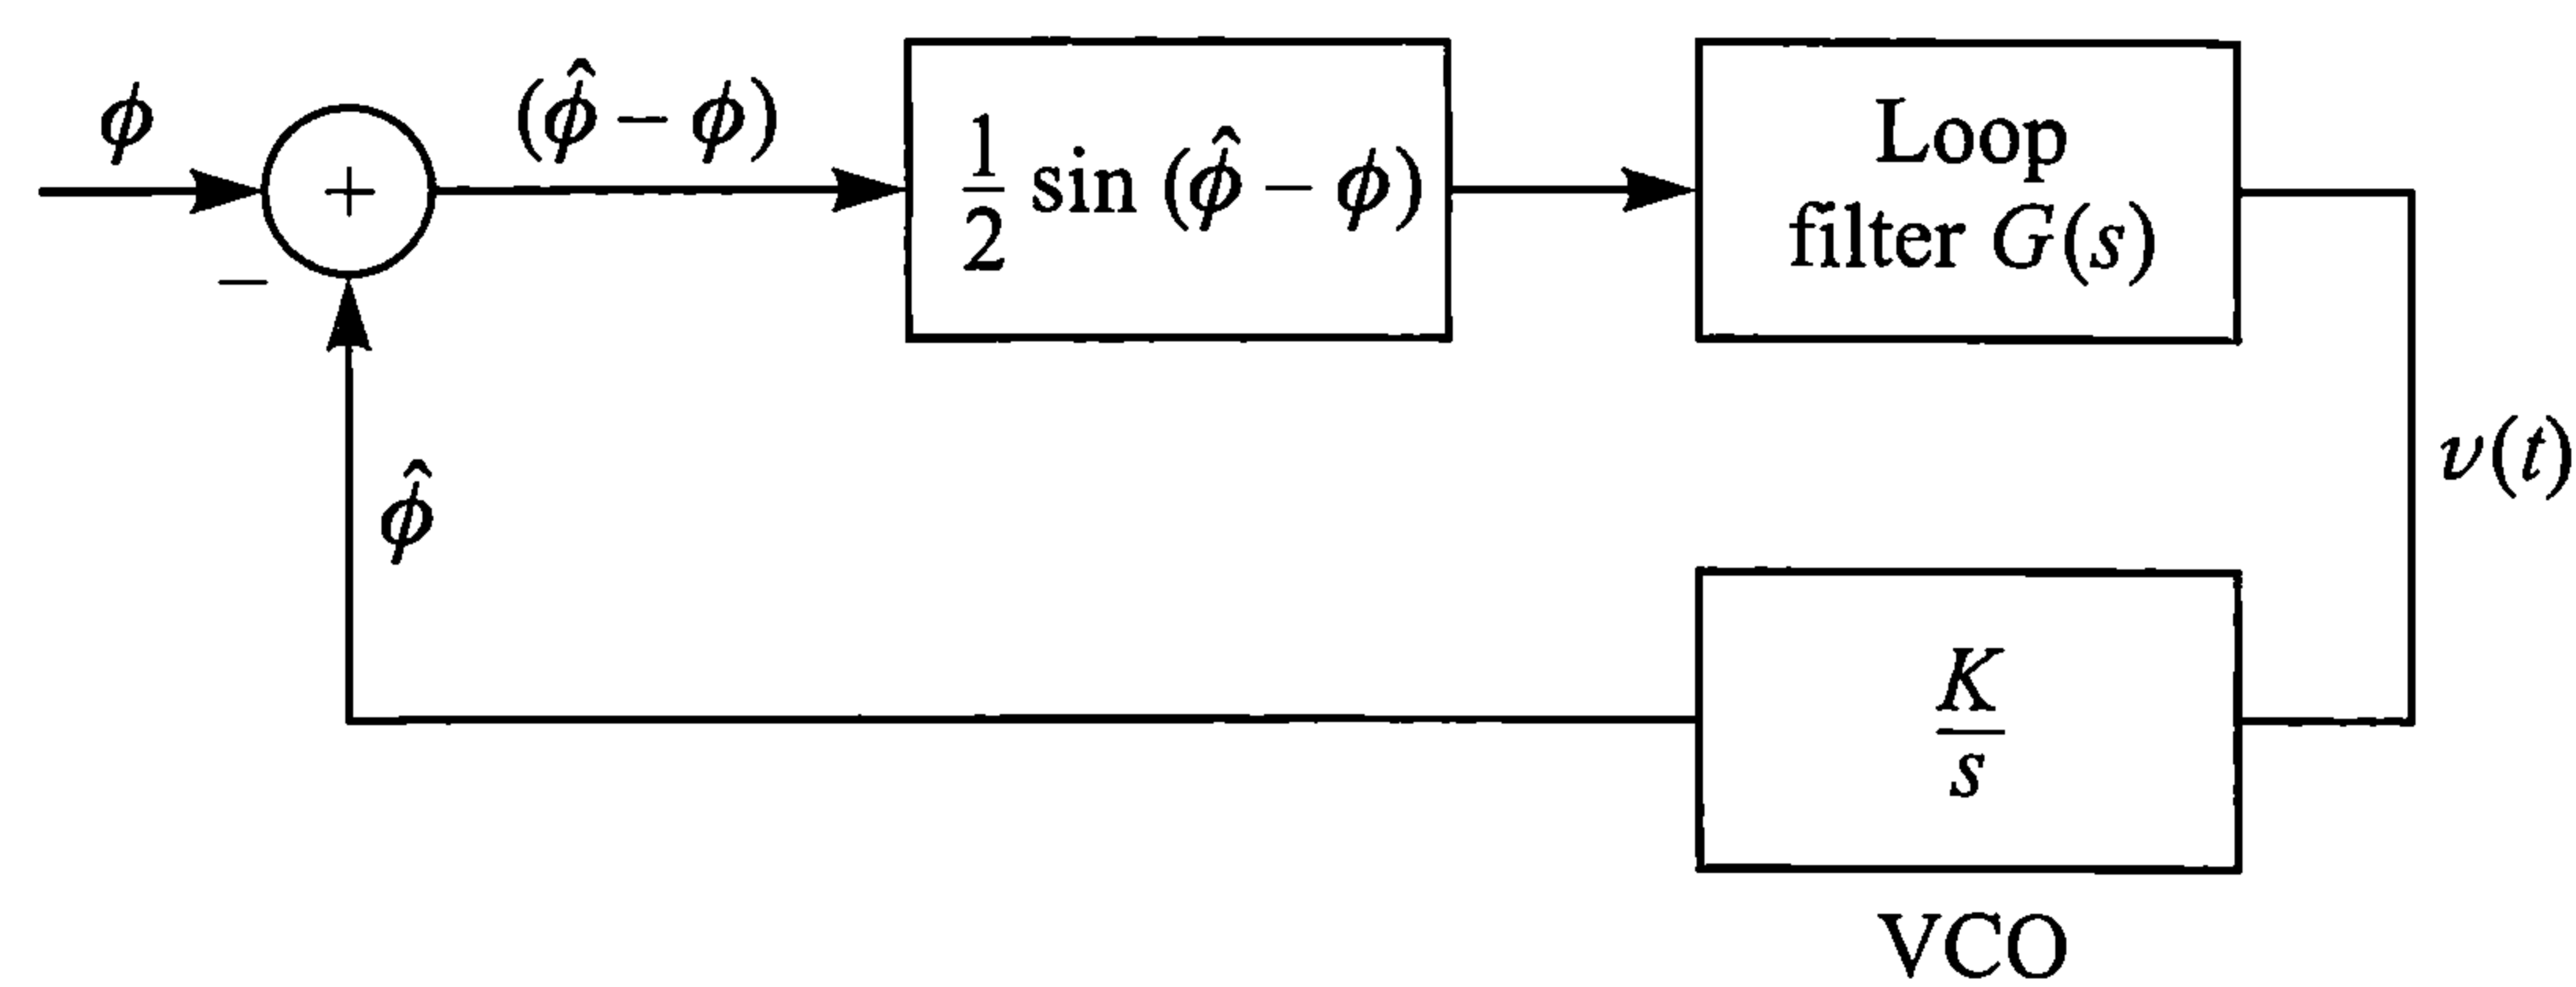 ϕ
(ϕ̂ − ϕ)
+
−
½ sin (ϕ̂ − ϕ)
Loop
filter G(s)
v(t)
ϕ̂
K/s
VCO